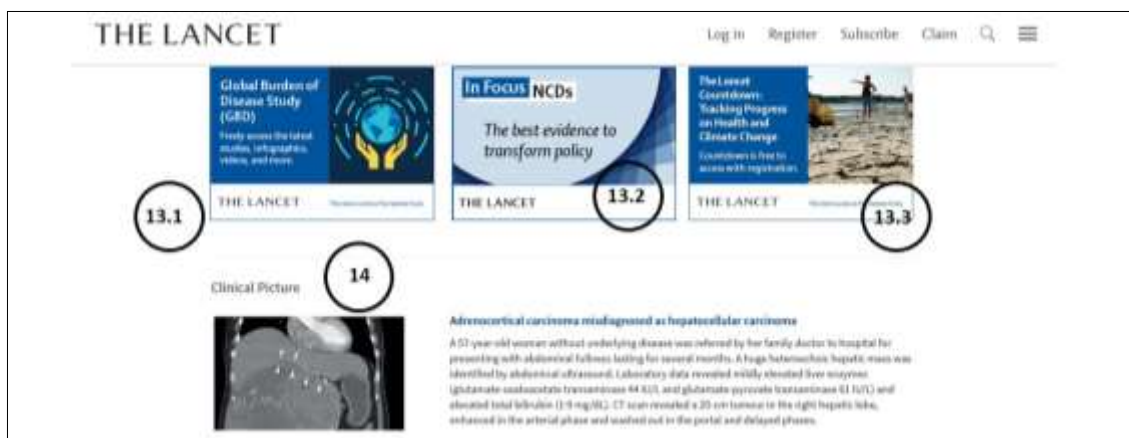 THE LANCET
Log in Register Subscribe Claim
Global Burden of
Disease Study
(GBD)
Freely access the latest
studies, infographics,
videos, and more.
In Focus NCDs
The best evidence to
transform policy
The Lancet
Countdown:
Tracking Progress
on Health and
Climate Change
Countdown is free to
access with registration.
THE LANCET
THE LANCET
THE LANCET
13.1
13.2
13.3
14
Clinical Picture
Adrenocortical carcinoma misdiagnosed as hepatocellular carcinoma
A 57-year-old woman without underlying disease was referred by her family doctor to hospital for
presenting with abdominal fullness lasting for several months. A huge heteroechoic hepatic mass was
identified by abdominal ultrasound. Laboratory data revealed mildly elevated liver enzymes
(glutamate oxaloacetate transaminase 44 IU/L and glutamate pyruvate transaminase 61 IU/L) and
elevated total bilirubin (1·9 mg/dL). CT scan revealed a 20 cm tumour in the right hepatic lobe,
enhanced in the arterial phase and washed out in the portal and delayed phases.